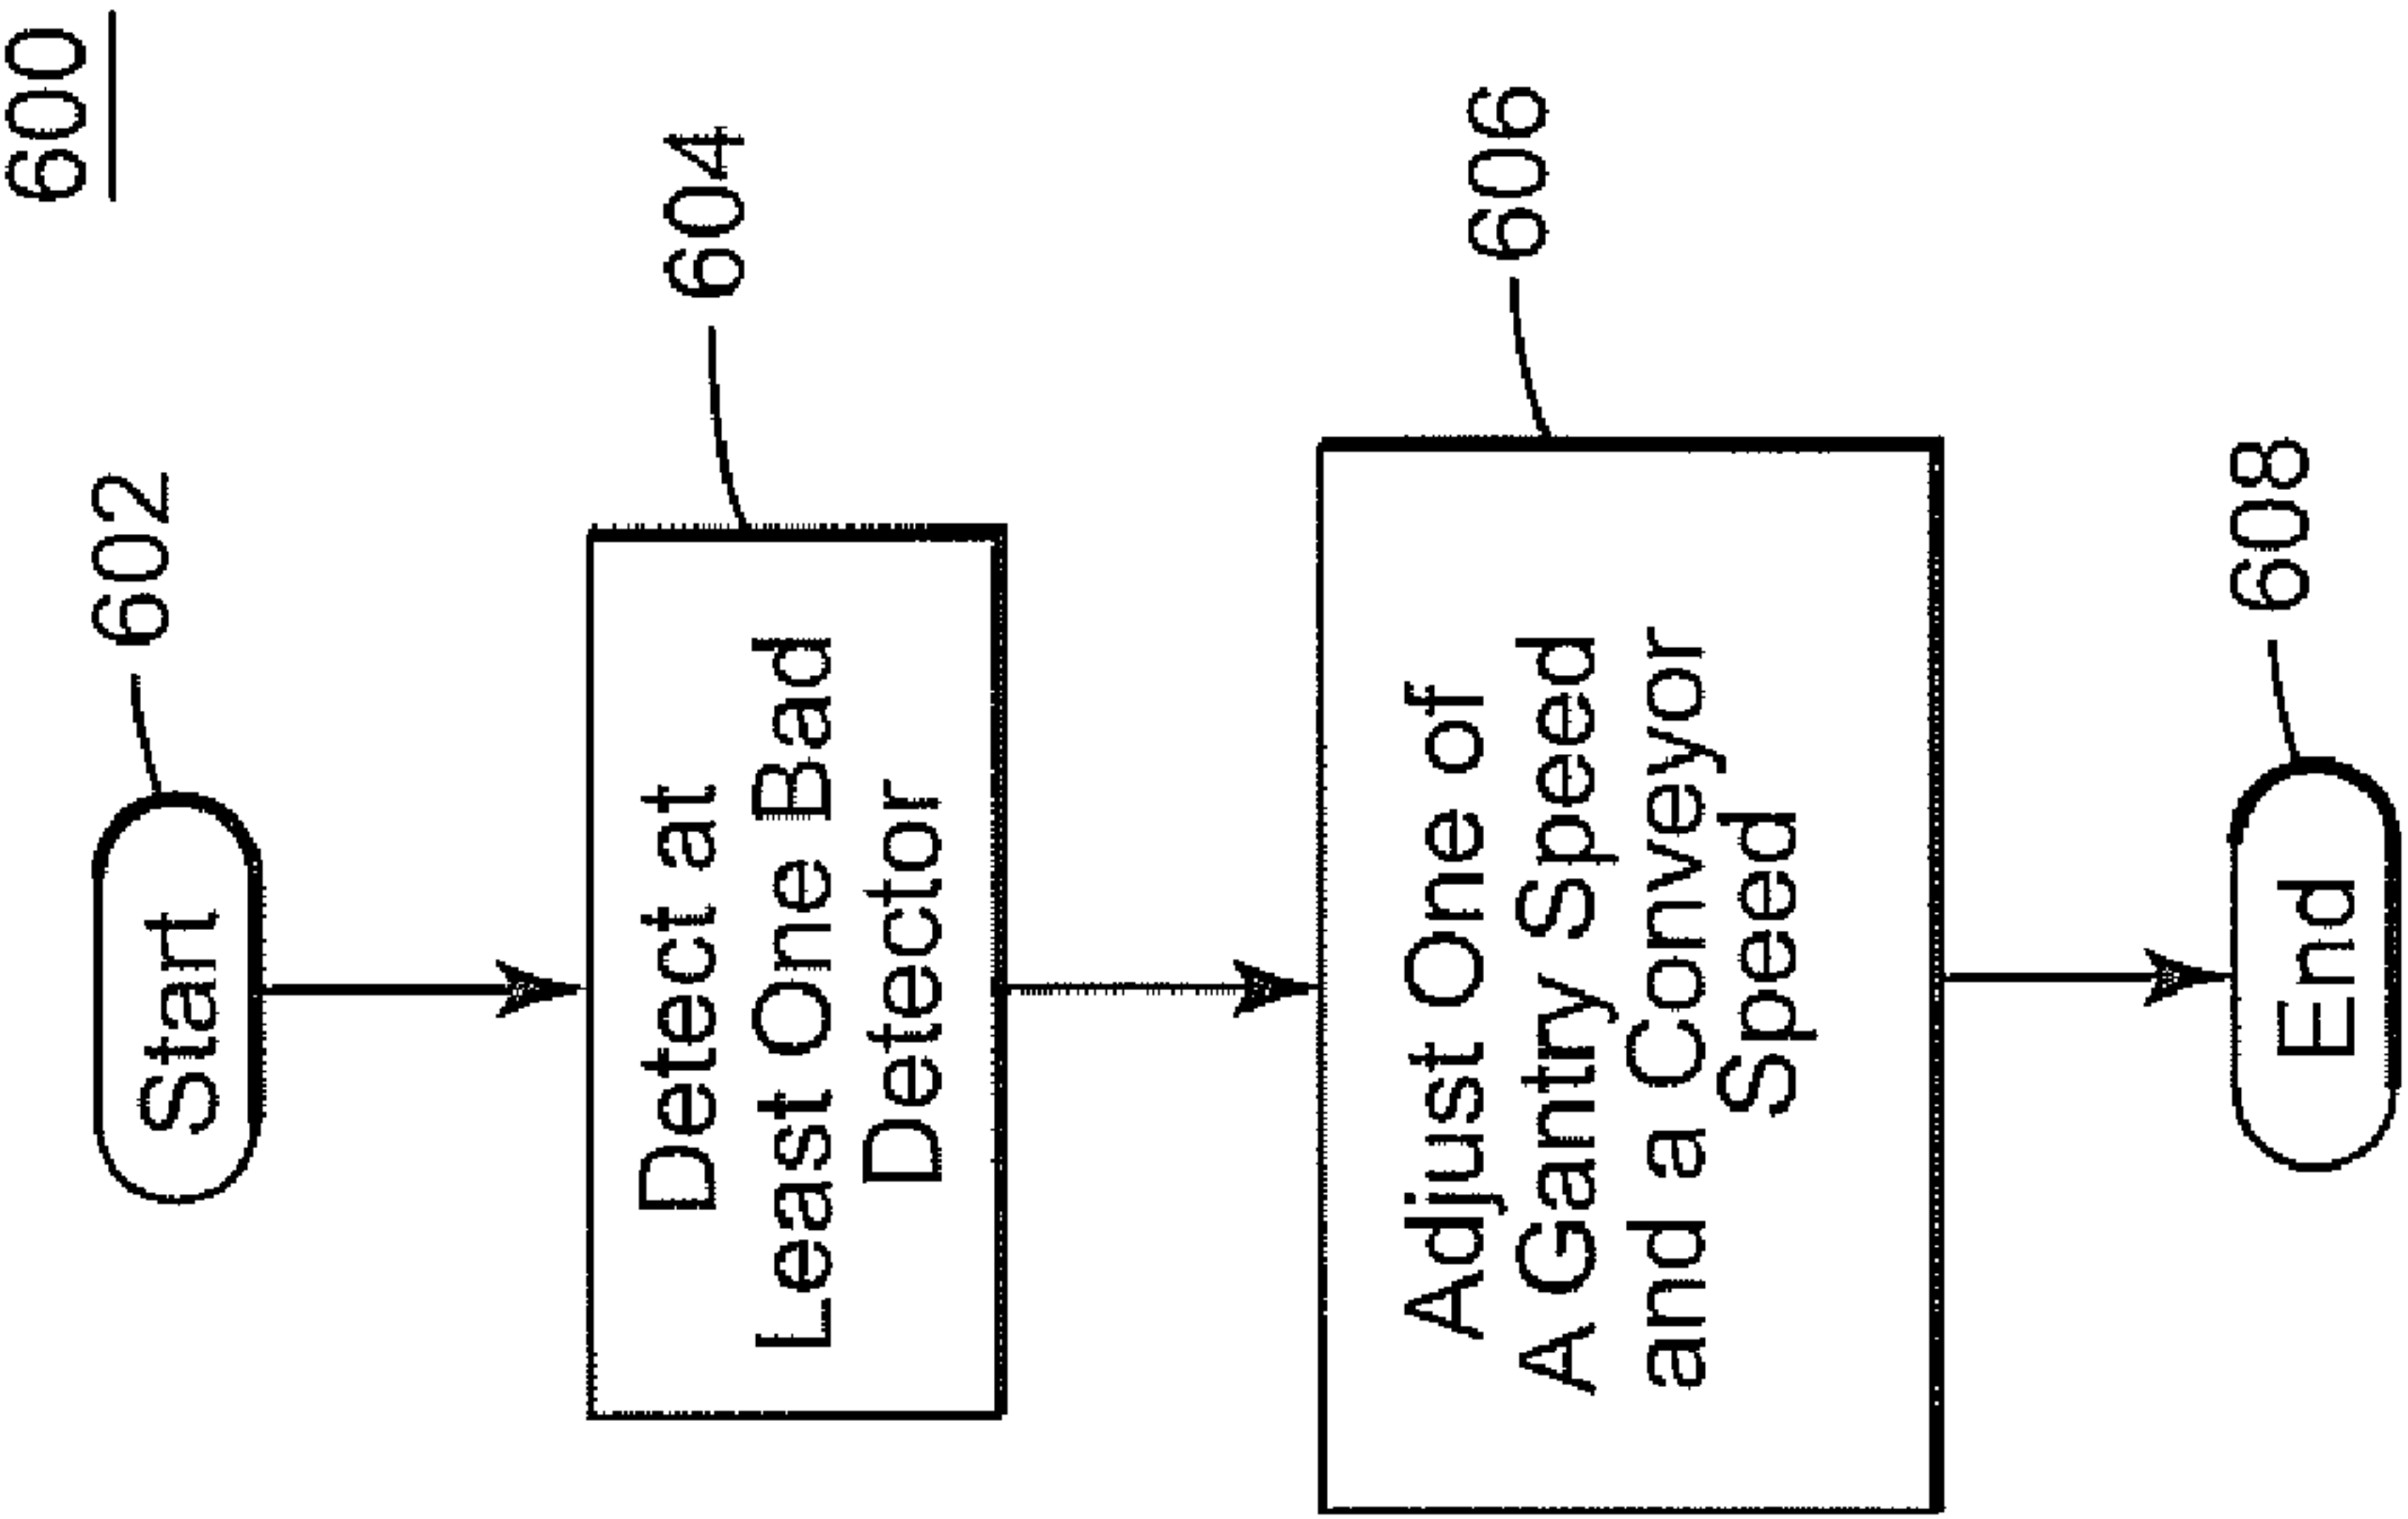 600
602
Start
604
Detect at
Least One Bad
Detector
606
Adjust One of
A Gantry Speed
and a Conveyor
Speed
608
End